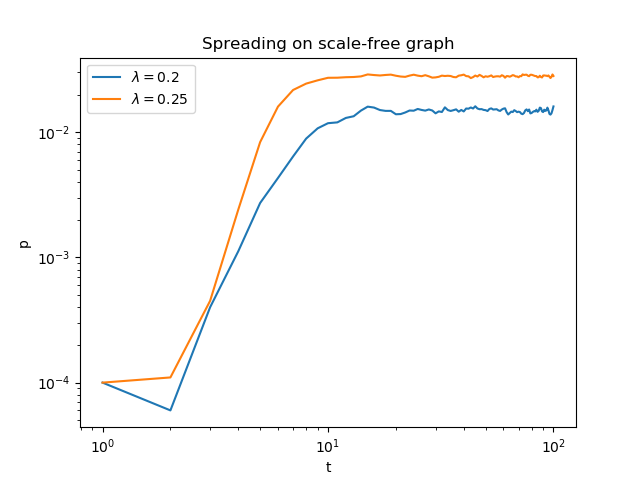 Spreading on scale-free graph
λ = 0.2
λ = 0.25
p
10⁻²
10⁻³
10⁻⁴
10⁰ 10¹ 10²
t